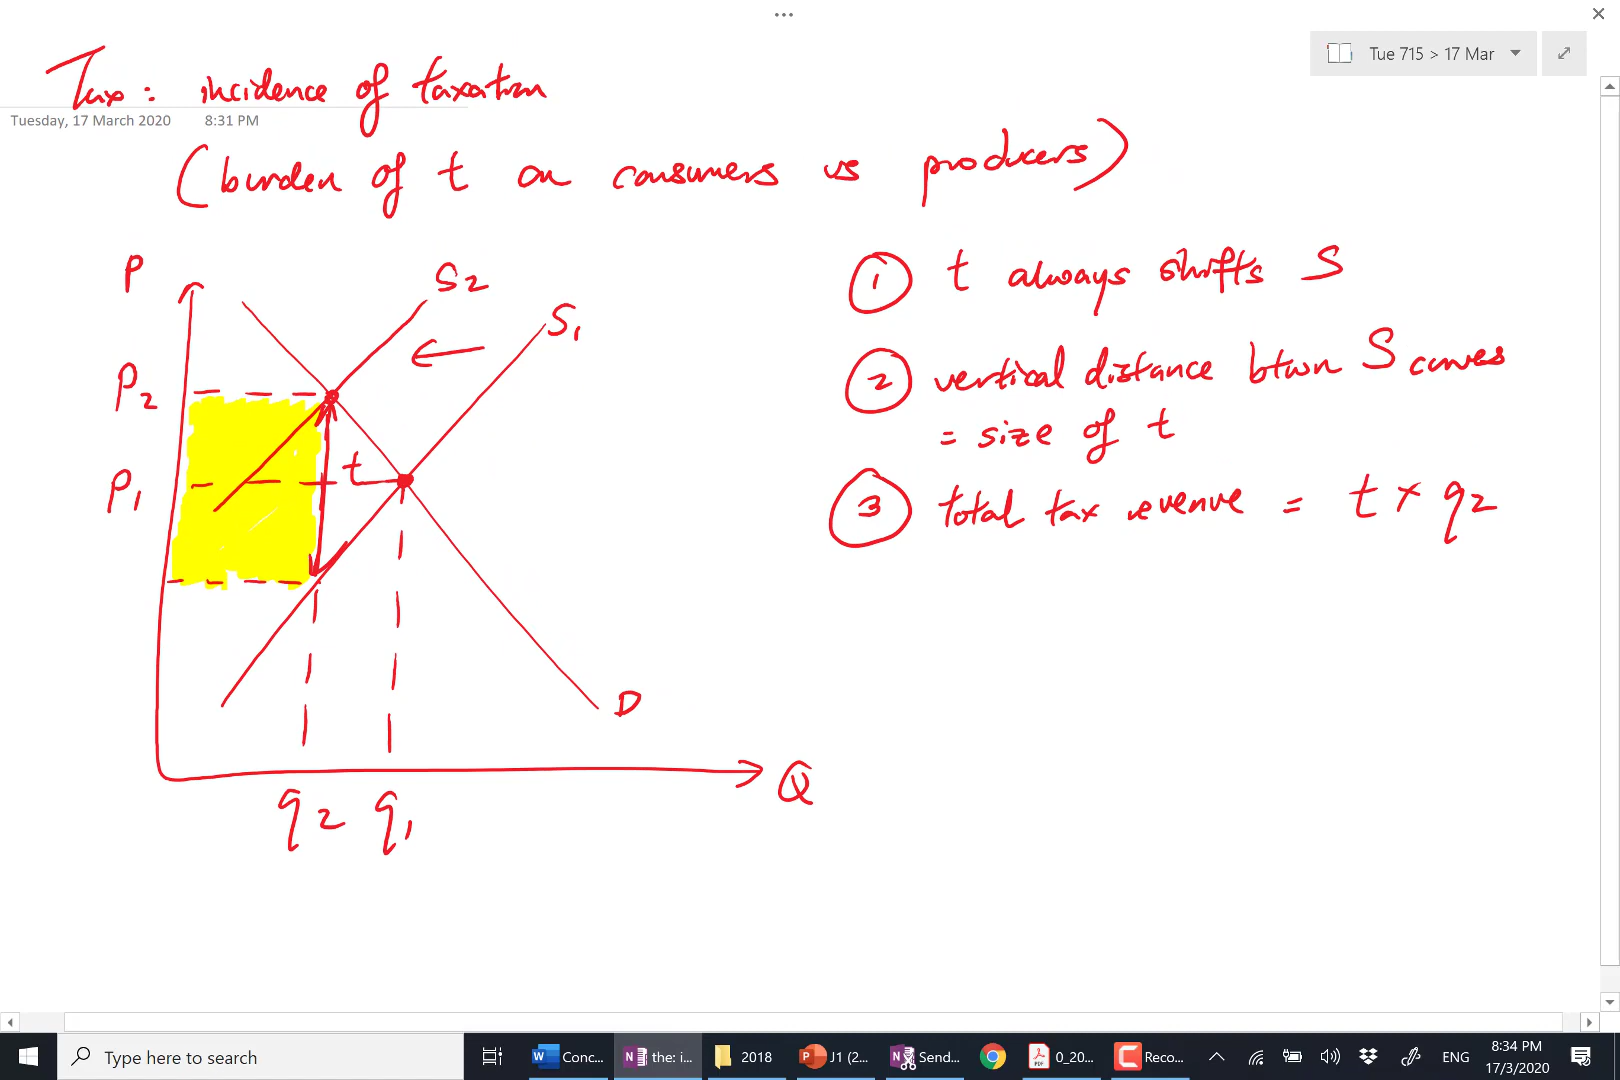 Tue 715 > 17 Mar
Tax: incidence of taxation
Tuesday, 17 March 2020 8:31 PM
(burden of t on consumers vs producers)
P
S2
S1
P2
t
P1
D
Q
q2 q1
① t always shifts S
② vertical distance btwn S curves
= size of t
③ total tax revenue = t × q2
Type here to search
Conc...
the: i...
2018
J1 (2...
Send...
0_20...
Reco...
ENG
8:34 PM
17/3/2020